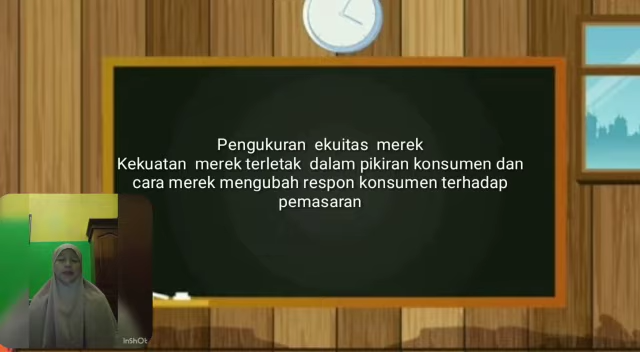 Pengukuran ekuitas merek
Kekuatan merek terletak dalam pikiran konsumen dan
cara merek mengubah respon konsumen terhadap
pemasaran
InShOt